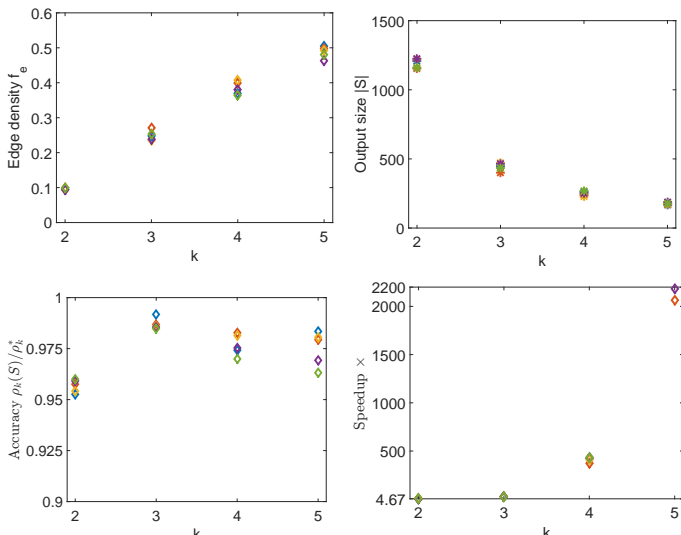 Edge density f_e
0.6
0.5
0.4
0.3
0.2
0.1
0
2 3 4 5
k
Output size |S|
1500
1000
500
0
2 3 4 5
k
Accuracy ρ_k(S)/ρ*_k
1
0.975
0.95
0.925
0.9
2 3 4 5
k
Speedup ×
2200
2000
1500
500
4.67
2 3 4 5
k